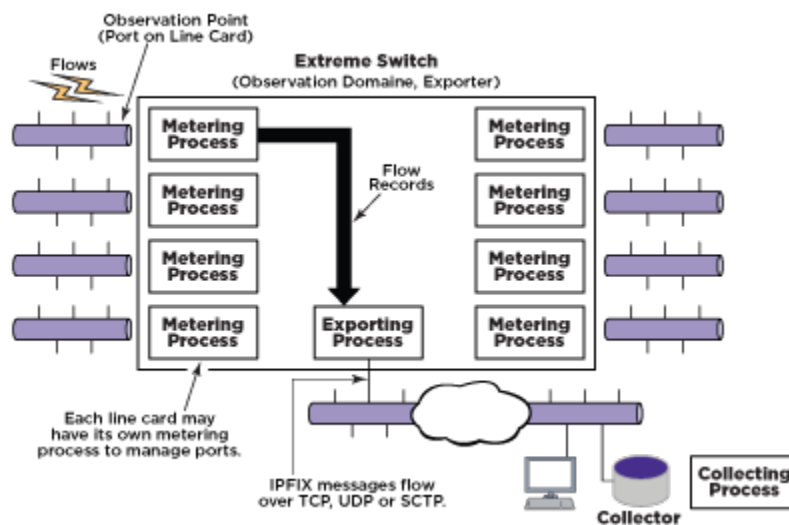 Observation Point
(Port on Line Card)
Flows
Extreme Switch
(Observation Domaine, Exporter)
Metering
Process
Metering
Process
Metering
Process
Metering
Process
Flow
Records
Exporting
Process
Metering
Process
Metering
Process
Metering
Process
Metering
Process
Each line card may
have its own metering
process to manage ports.
IPFIX messages flow
over TCP, UDP or SCTP.
Collector
Collecting
Process